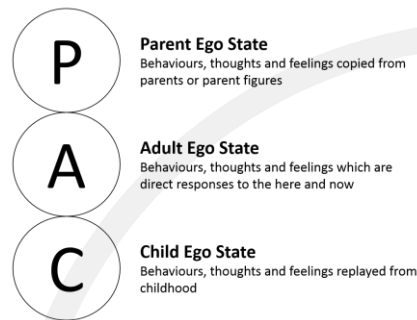 P
Parent Ego State
Behaviours, thoughts and feelings copied from
parents or parent figures
A
Adult Ego State
Behaviours, thoughts and feelings which are
direct responses to the here and now
C
Child Ego State
Behaviours, thoughts and feelings replayed from
childhood